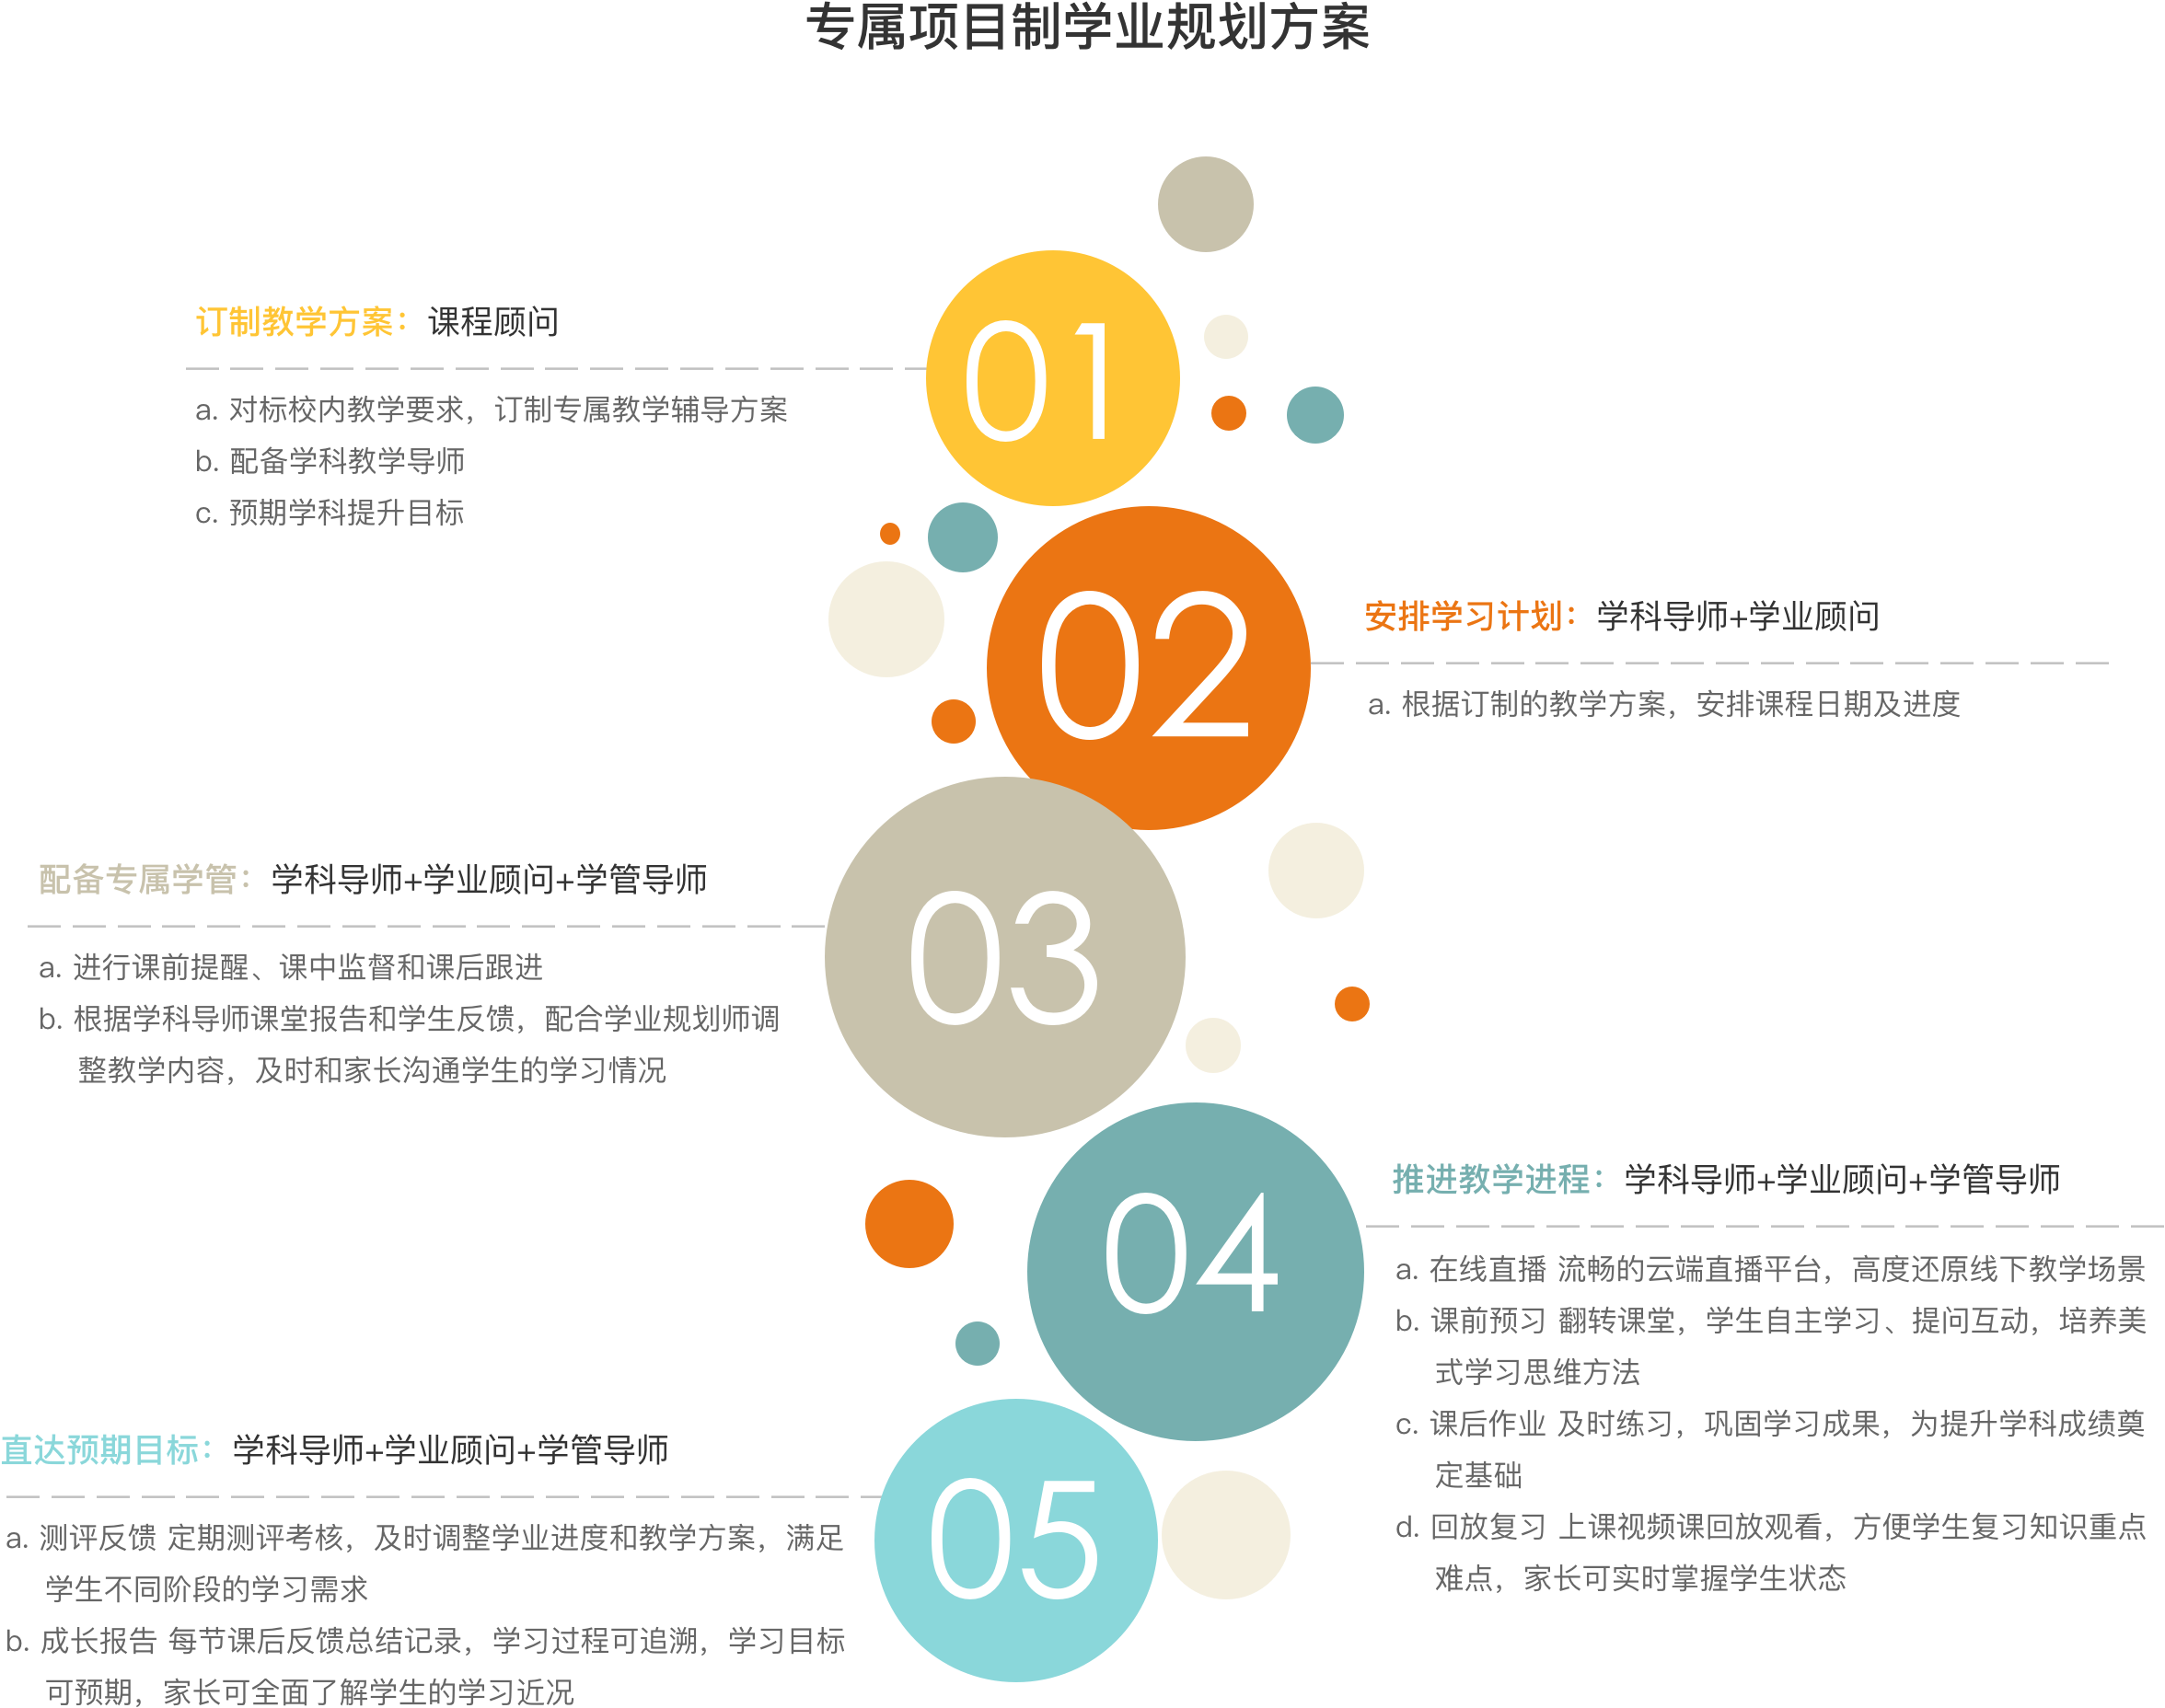 专属项目制学业规划方案
01
订制教学方案：课程顾问
a. 对标校内教学要求，订制专属教学辅导方案
b. 配备学科教学导师
c. 预期学科提升目标
02
安排学习计划：学科导师+学业顾问
a. 根据订制的教学方案，安排课程日期及进度
03
配备专属学管：学科导师+学业顾问+学管导师
a. 进行课前提醒、课中监督和课后跟进
b. 根据学科导师课堂报告和学生反馈，配合学业规划师调
整教学内容，及时和家长沟通学生的学习情况
04
推进教学进程：学科导师+学业顾问+学管导师
a. 在线直播 流畅的云端直播平台，高度还原线下教学场景
b. 课前预习 翻转课堂，学生自主学习、提问互动，培养美
式学习思维方法
c. 课后作业 及时练习，巩固学习成果，为提升学科成绩奠
定基础
d. 回放复习 上课视频课回放观看，方便学生复习知识重点
难点，家长可实时掌握学生状态
05
直达预期目标：学科导师+学业顾问+学管导师
a. 测评反馈 定期测评考核，及时调整学业进度和教学方案，满足
学生不同阶段的学习需求
b. 成长报告 每节课后反馈总结记录，学习过程可追溯，学习目标
可预期，家长可全面了解学生的学习近况